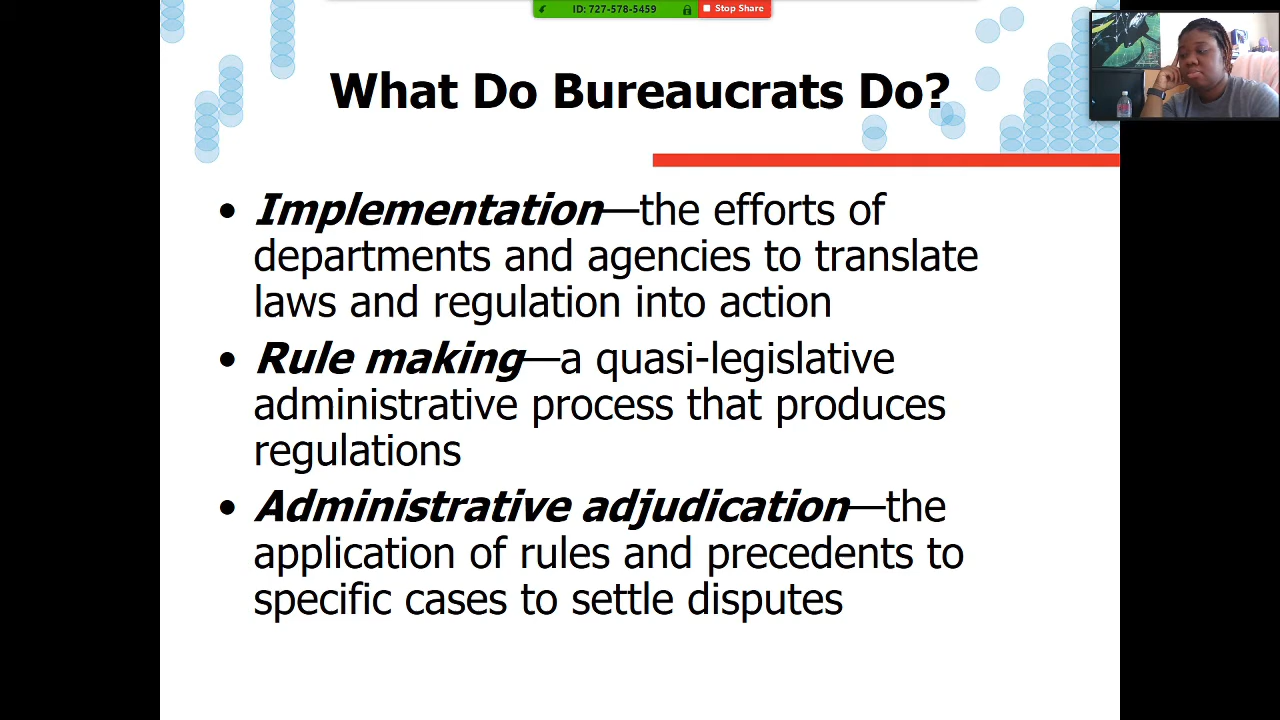 ID: 727-578-5459
Stop Share
What Do Bureaucrats Do?
• Implementation—the efforts of
departments and agencies to translate
laws and regulation into action
• Rule making—a quasi-legislative
administrative process that produces
regulations
• Administrative adjudication—the
application of rules and precedents to
specific cases to settle disputes